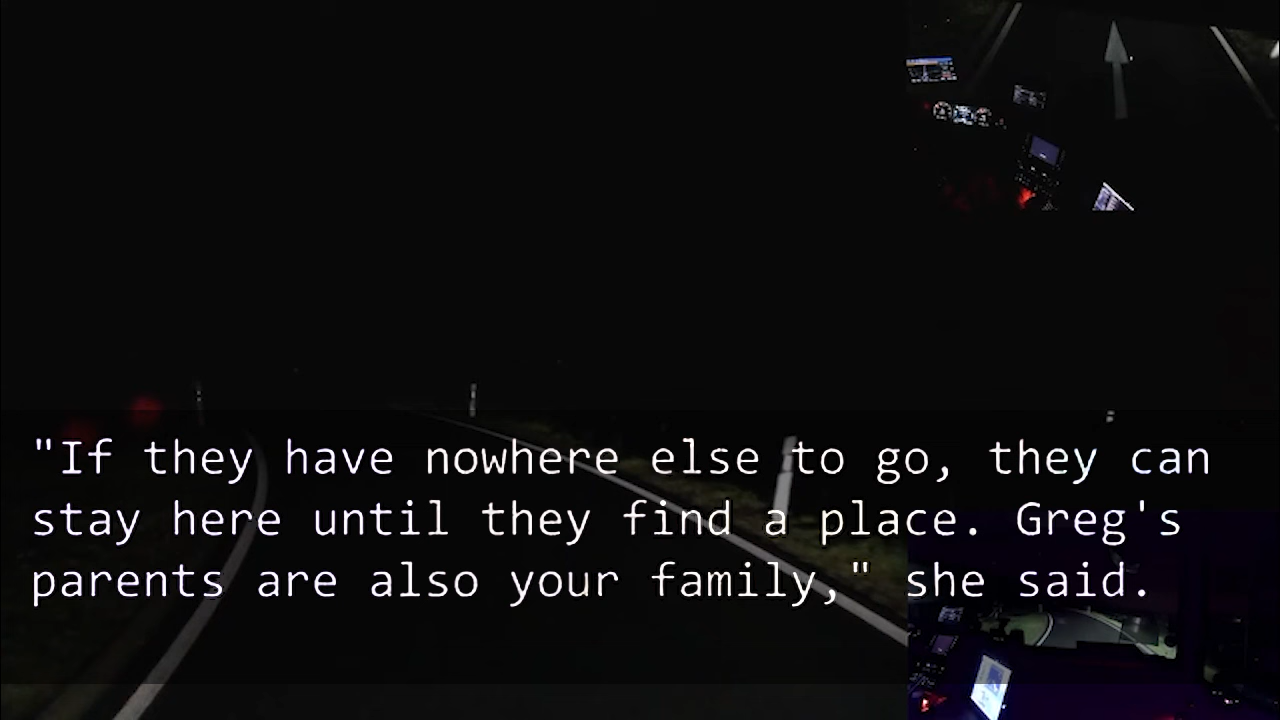 "If they have nowhere else to go, they can
stay here until they find a place. Greg's
parents are also your family," she said.